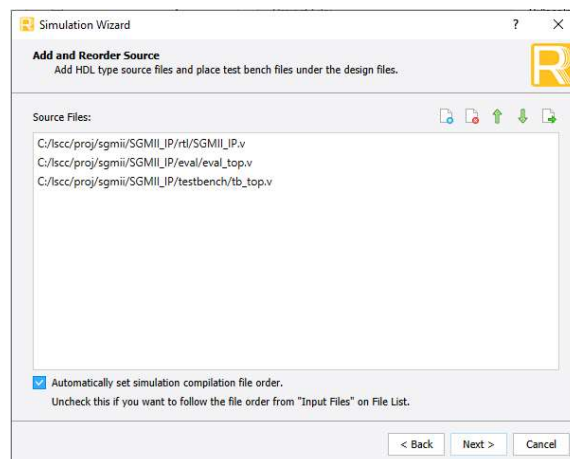 Simulation Wizard
Add and Reorder Source
Add HDL type source files and place test bench files under the design files.
Source Files:
C:/lscc/proj/sgmii/SGMII_IP/rtl/SGMII_IP.v
C:/lscc/proj/sgmii/SGMII_IP/eval/eval_top.v
C:/lscc/proj/sgmii/SGMII_IP/testbench/tb_top.v
Automatically set simulation compilation file order.
Uncheck this if you want to follow the file order from "Input Files" on File List.
< Back Next > Cancel